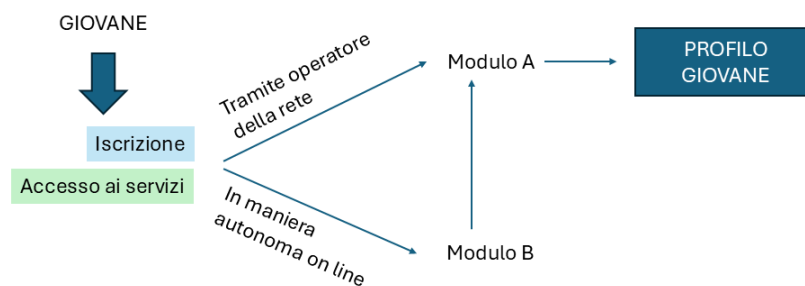 GIOVANE
Iscrizione
Accesso ai servizi
Tramite operatore
della rete
In maniera
autonoma on line
Modulo A
Modulo B
PROFILO
GIOVANE